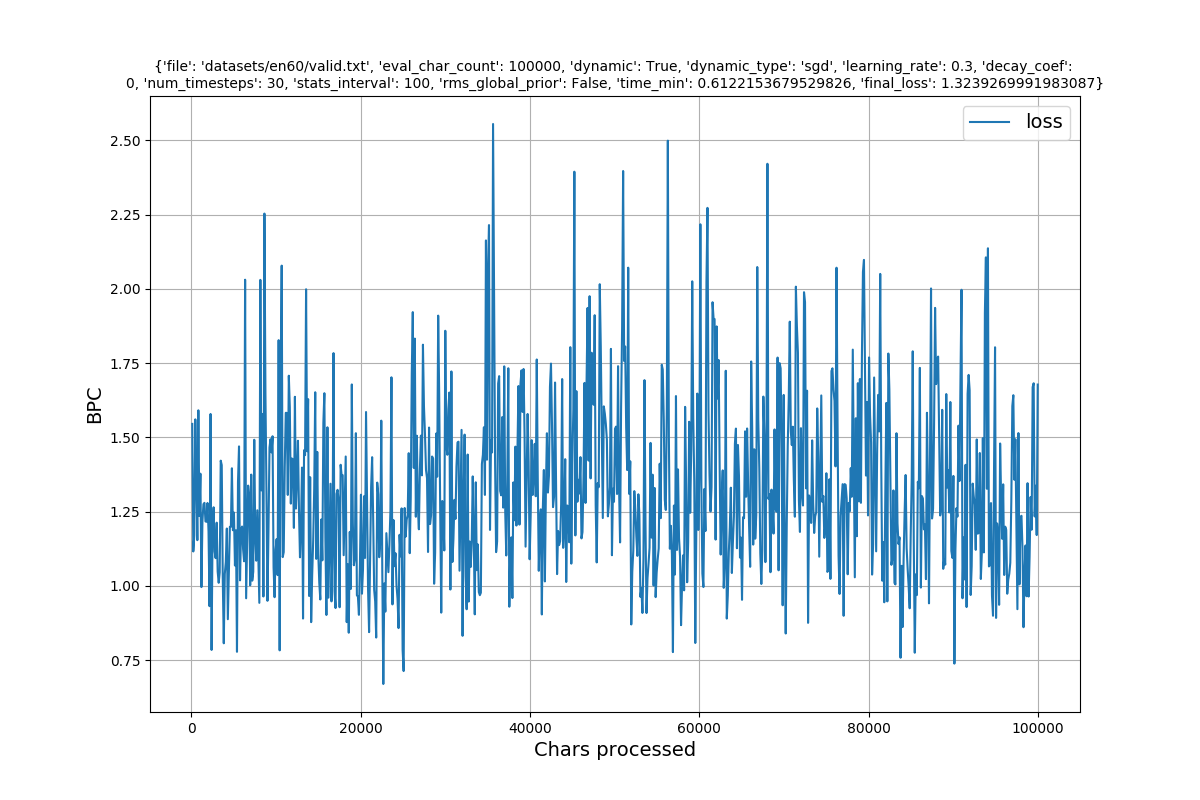 {'file': 'datasets/en60/valid.txt', 'eval_char_count': 100000, 'dynamic': True, 'dynamic_type': 'sgd', 'learning_rate': 0.3, 'decay_coef':
0, 'num_timesteps': 30, 'stats_interval': 100, 'rms_global_prior': False, 'time_min': 0.6122153679529826, 'final_loss': 1.3239269991983087}
loss
2.50
2.25
2.00
1.75
1.50
1.25
1.00
0.75
BPC
0 20000 40000 60000 80000 100000
Chars processed